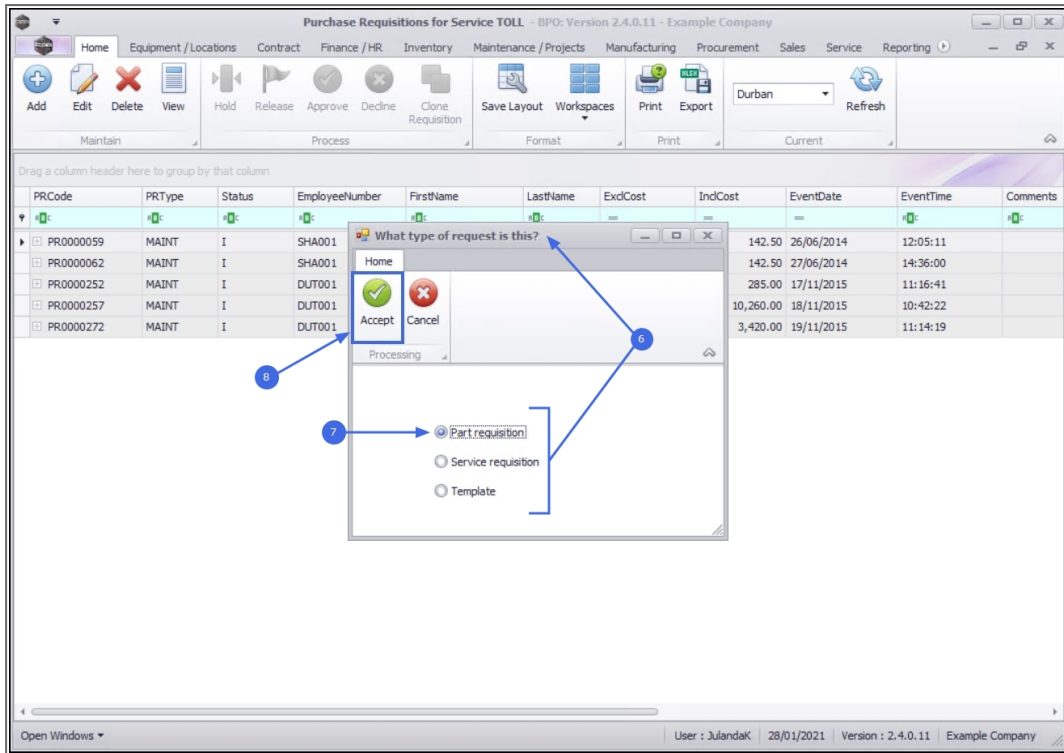 Purchase Requisitions for Service TOLL - BPO: Version 2.4.0.11 - Example Company
Home Equipment / Locations Contract Finance / HR Inventory Maintenance / Projects Manufacturing Procurement Sales Service Reporting
Add Edit Delete View Hold Release Approve Decline Clone Requisition Save Layout Workspaces Print Export Durban Refresh
Maintain Process Format Print Current
Drag a column header here to group by that column
PRCode PRType Status EmployeeNumber FirstName LastName ExclCost InclCost EventDate EventTime Comments
PR0000059 MAINT I SHA001 142.50 26/06/2014 12:05:11
PR0000062 MAINT I SHA001 142.50 27/06/2014 14:36:00
PR0000252 MAINT I DUT001 285.00 17/11/2015 11:16:41
PR0000257 MAINT I DUT001 10,260.00 18/11/2015 10:42:22
PR0000272 MAINT I DUT001 3,420.00 19/11/2015 11:14:19
What type of request is this?
Home
Accept Cancel
Processing
6
8
7
Part requisition
Service requisition
Template
Open Windows User : JulandaK 28/01/2021 Version : 2.4.0.11 Example Company